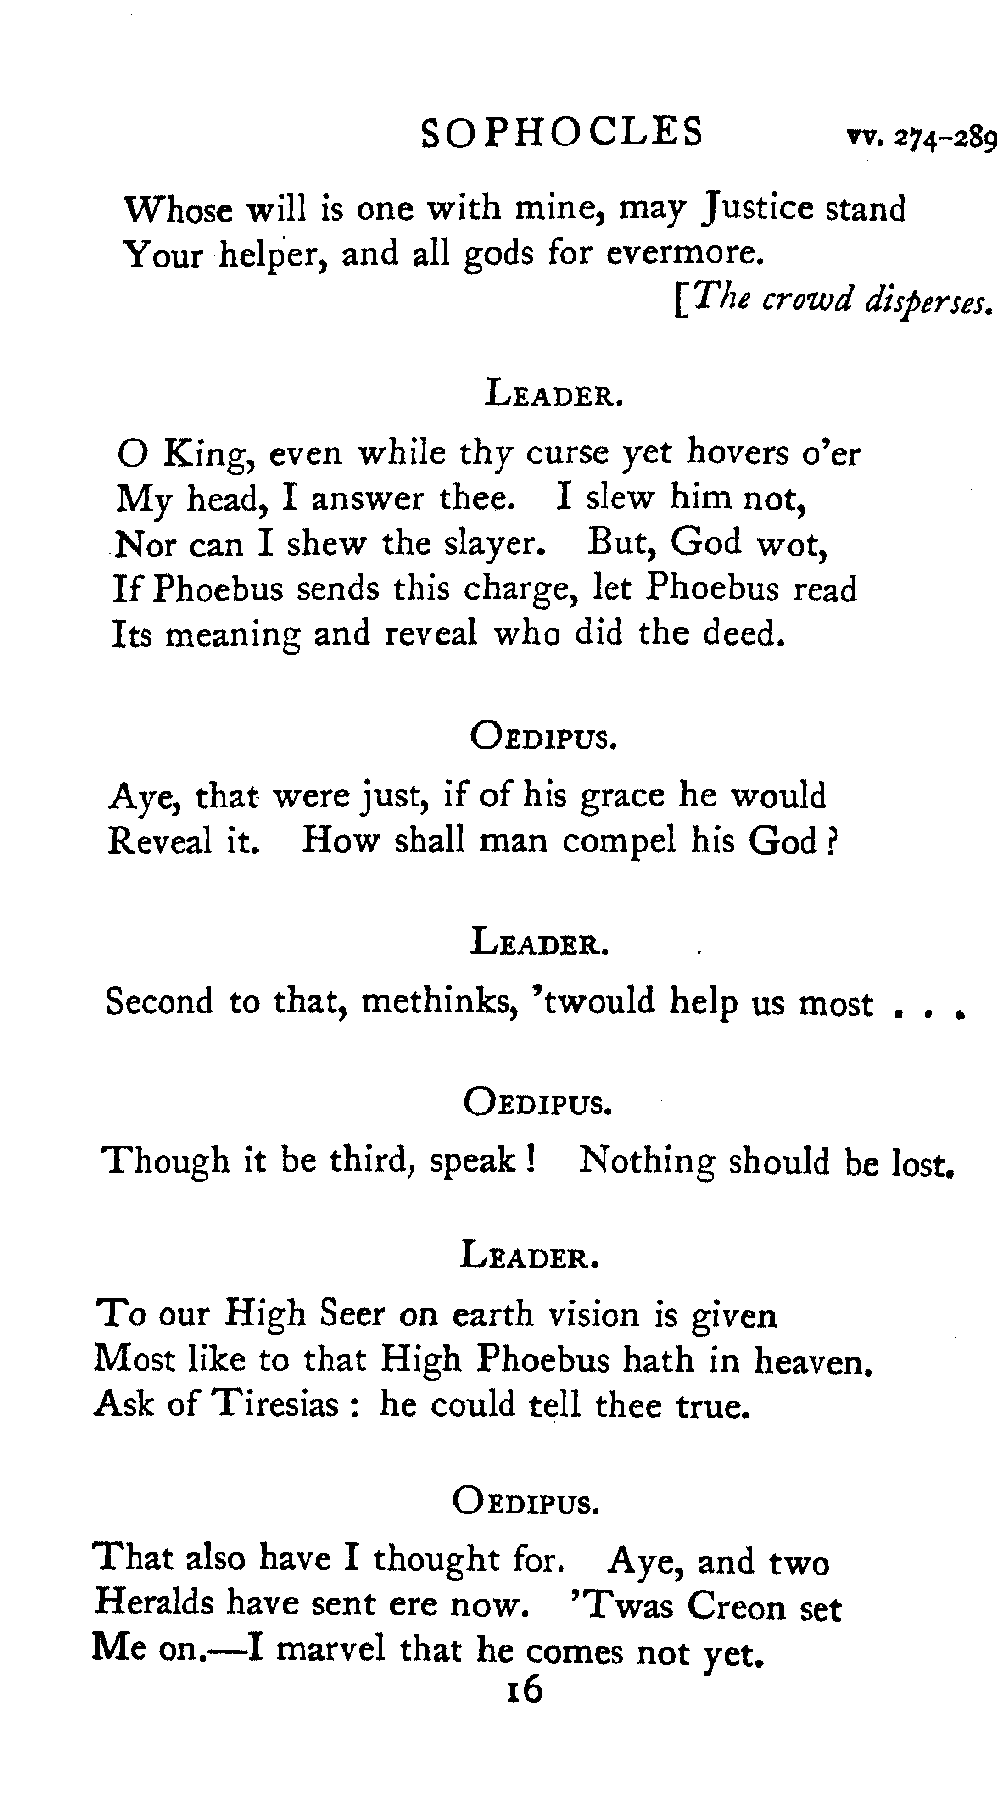 SOPHOCLES vv. 274-289
Whose will is one with mine, may Justice stand
Your helper, and all gods for evermore.
[The crowd disperses.
LEADER.
O King, even while thy curse yet hovers o’er
My head, I answer thee. I slew him not,
Nor can I shew the slayer. But, God wot,
If Phoebus sends this charge, let Phoebus read
Its meaning and reveal who did the deed.
OEDIPUS.
Aye, that were just, if of his grace he would
Reveal it. How shall man compel his God ?
LEADER.
Second to that, methinks, ’twould help us most . . .
OEDIPUS.
Though it be third, speak ! Nothing should be lost.
LEADER.
To our High Seer on earth vision is given
Most like to that High Phoebus hath in heaven.
Ask of Tiresias : he could tell thee true.
OEDIPUS.
That also have I thought for. Aye, and two
Heralds have sent ere now. ’Twas Creon set
Me on.—I marvel that he comes not yet.
16